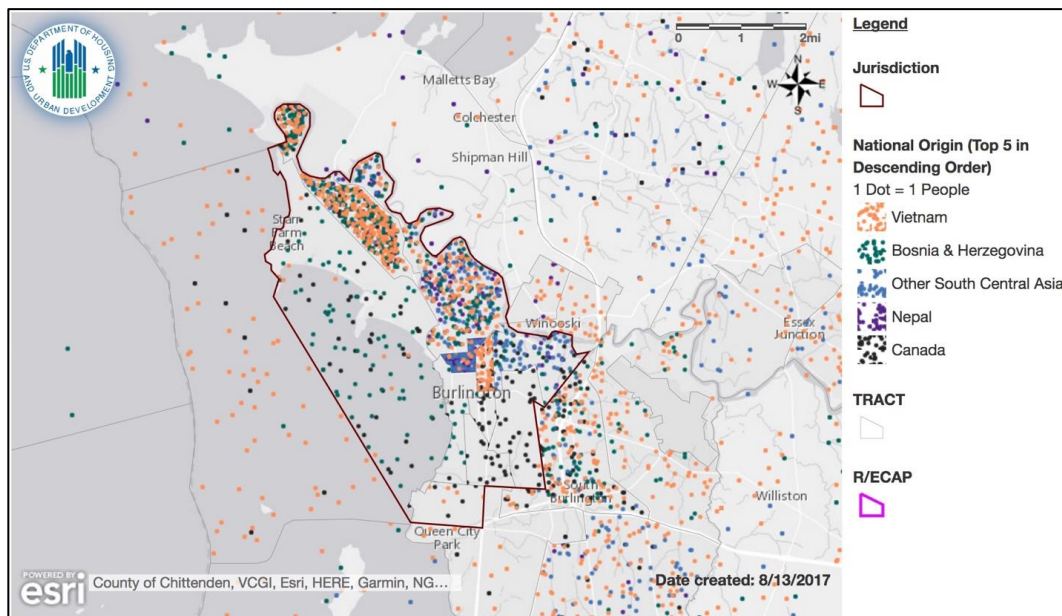 U.S. DEPARTMENT OF HOUSING
AND URBAN DEVELOPMENT
0 1 2mi
N
W E
S
Malletts Bay
Colchester
Shipman Hill
Starr
Farm
Beach
Winooski
Essex
Junction
Burlington
South
Burlington
Williston
Queen City
Park
POWERED BY
esri
County of Chittenden, VCGI, Esri, HERE, Garmin, NG...
Date created: 8/13/2017
Legend
Jurisdiction
National Origin (Top 5 in
Descending Order)
1 Dot = 1 People
Vietnam
Bosnia & Herzegovina
Other South Central Asia
Nepal
Canada
TRACT
R/ECAP